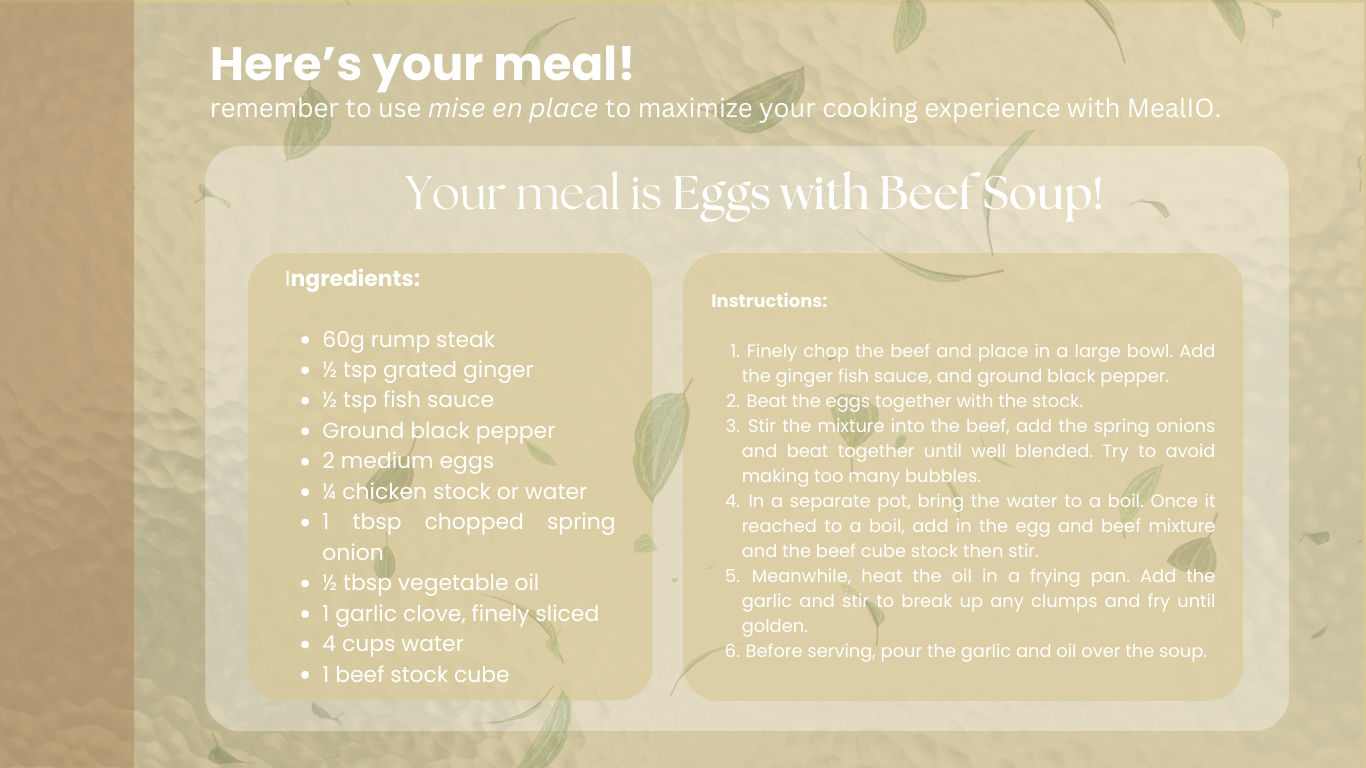 Here’s your meal!
remember to use mise en place to maximize your cooking experience with MealIO.
Your meal is Eggs with Beef Soup!
Ingredients:
• 60g rump steak
• ½ tsp grated ginger
• ½ tsp fish sauce
• Ground black pepper
• 2 medium eggs
• ¼ chicken stock or water
• 1 tbsp chopped spring
onion
• ½ tbsp vegetable oil
• 1 garlic clove, finely sliced
• 4 cups water
• 1 beef stock cube
Instructions:
1. Finely chop the beef and place in a large bowl. Add
the ginger fish sauce, and ground black pepper.
2. Beat the eggs together with the stock.
3. Stir the mixture into the beef, add the spring onions
and beat together until well blended. Try to avoid
making too many bubbles.
4. In a separate pot, bring the water to a boil. Once it
reached to a boil, add in the egg and beef mixture
and the beef cube stock then stir.
5. Meanwhile, heat the oil in a frying pan. Add the
garlic and stir to break up any clumps and fry until
golden.
6. Before serving, pour the garlic and oil over the soup.